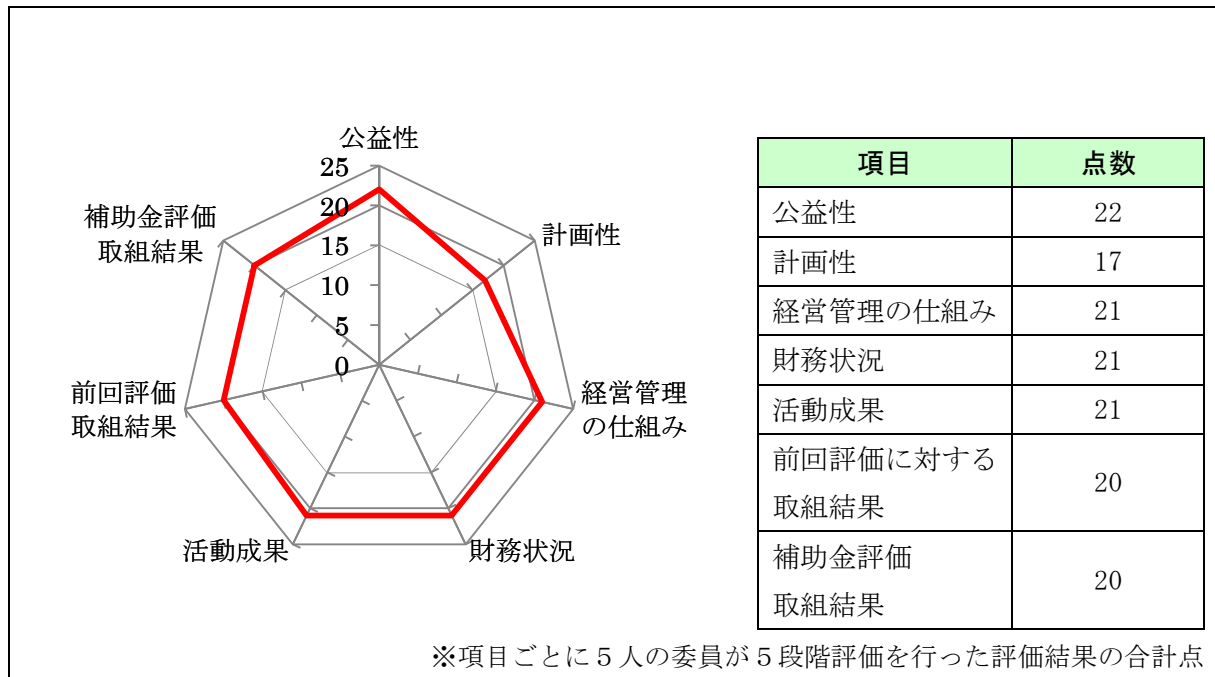 公益性
25
20
15
10
5
0
計画性
経営管理
の仕組み
財務状況
活動成果
前回評価
取組結果
補助金評価
取組結果
項目 点数
公益性 22
計画性 17
経営管理の仕組み 21
財務状況 21
活動成果 21
前回評価に対する
取組結果 20
補助金評価
取組結果 20
※項目ごとに５人の委員が５段階評価を行った評価結果の合計点